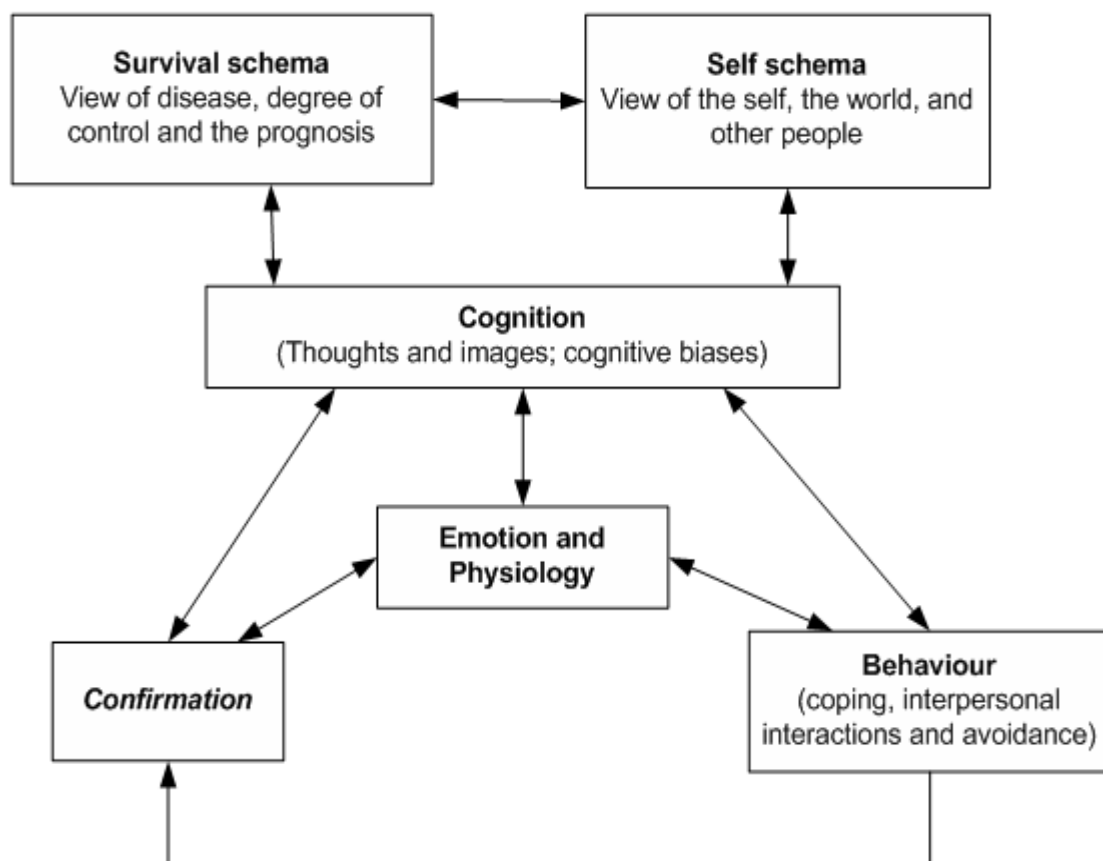 Survival schema
View of disease, degree of
control and the prognosis
Self schema
View of the self, the world, and
other people
Cognition
(Thoughts and images; cognitive biases)
Emotion and
Physiology
Confirmation
Behaviour
(coping, interpersonal
interactions and avoidance)